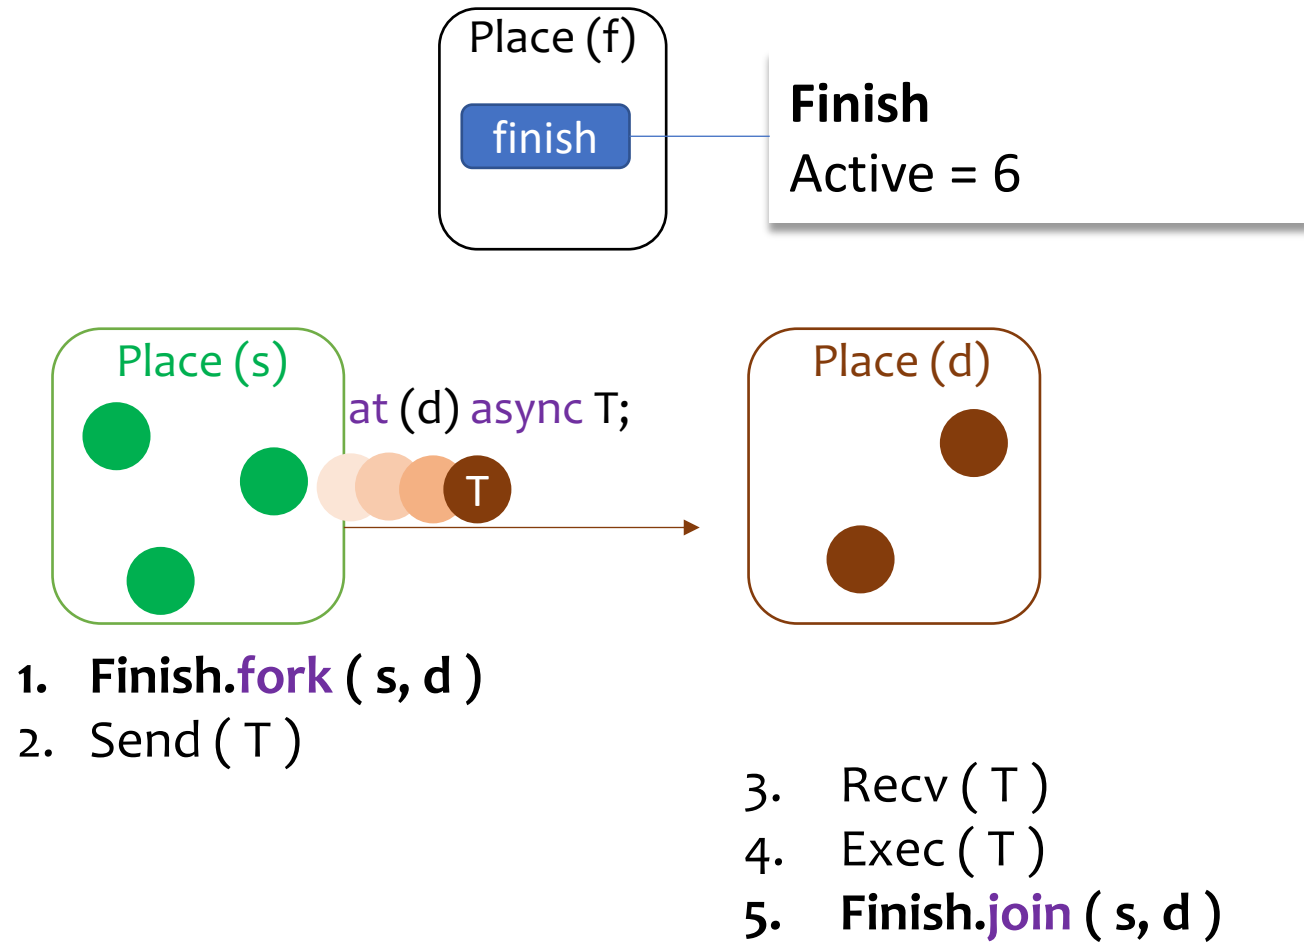 Place (f)
finish
Finish
Active = 6
Place (s)
Place (d)
at (d) async T;
T
1. Finish.fork ( s, d )
2. Send ( T )
3. Recv ( T )
4. Exec ( T )
5. Finish.join ( s, d )